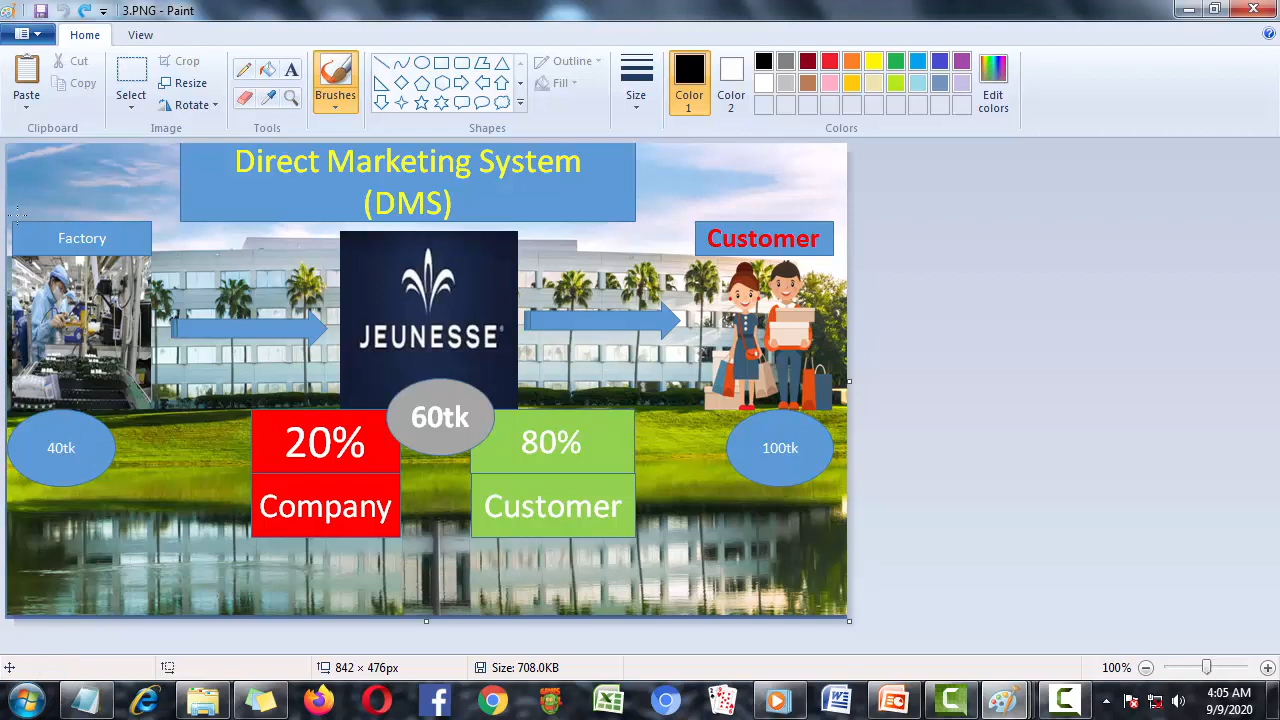 3.PNG - Paint
Home
View
Paste
Cut
Copy
Clipboard
Select
Crop
Resize
Rotate
Image
Tools
Brushes
Shapes
Outline
Fill
Size
Color
1
Color
2
Edit
colors
Colors
Direct Marketing System
(DMS)
Factory
Customer
JEUNESSE®
40tk
60tk
100tk
20%
80%
Company
Customer
842 × 476px
Size: 708.0KB
100%
4:05 AM
9/9/2020